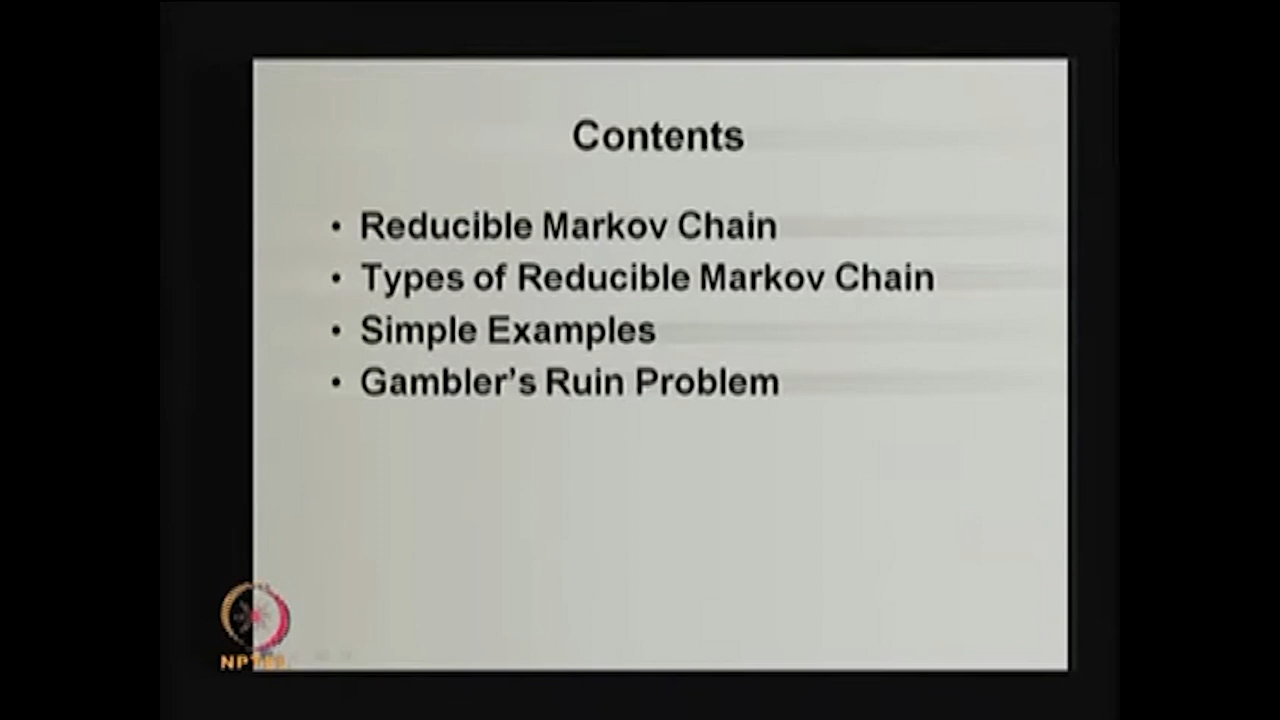 Contents
• Reducible Markov Chain
• Types of Reducible Markov Chain
• Simple Examples
• Gambler's Ruin Problem
NPTEL